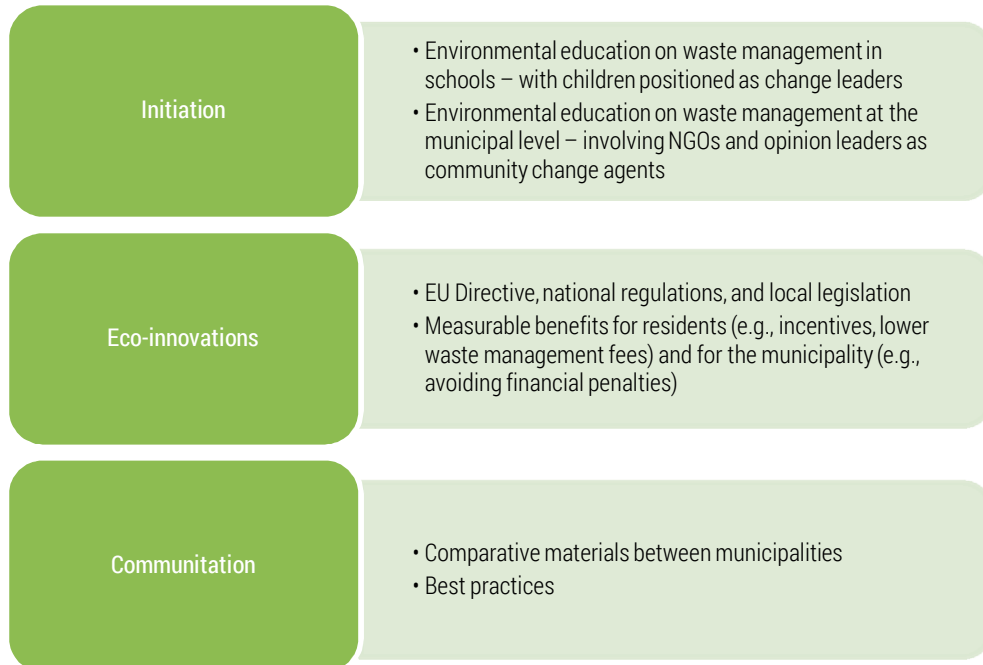 Initiation
• Environmental education on waste management in
schools – with children positioned as change leaders
• Environmental education on waste management at the
municipal level – involving NGOs and opinion leaders as
community change agents
Eco-innovations
• EU Directive, national regulations, and local legislation
• Measurable benefits for residents (e.g., incentives, lower
waste management fees) and for the municipality (e.g.,
avoiding financial penalties)
Communitation
• Comparative materials between municipalities
• Best practices